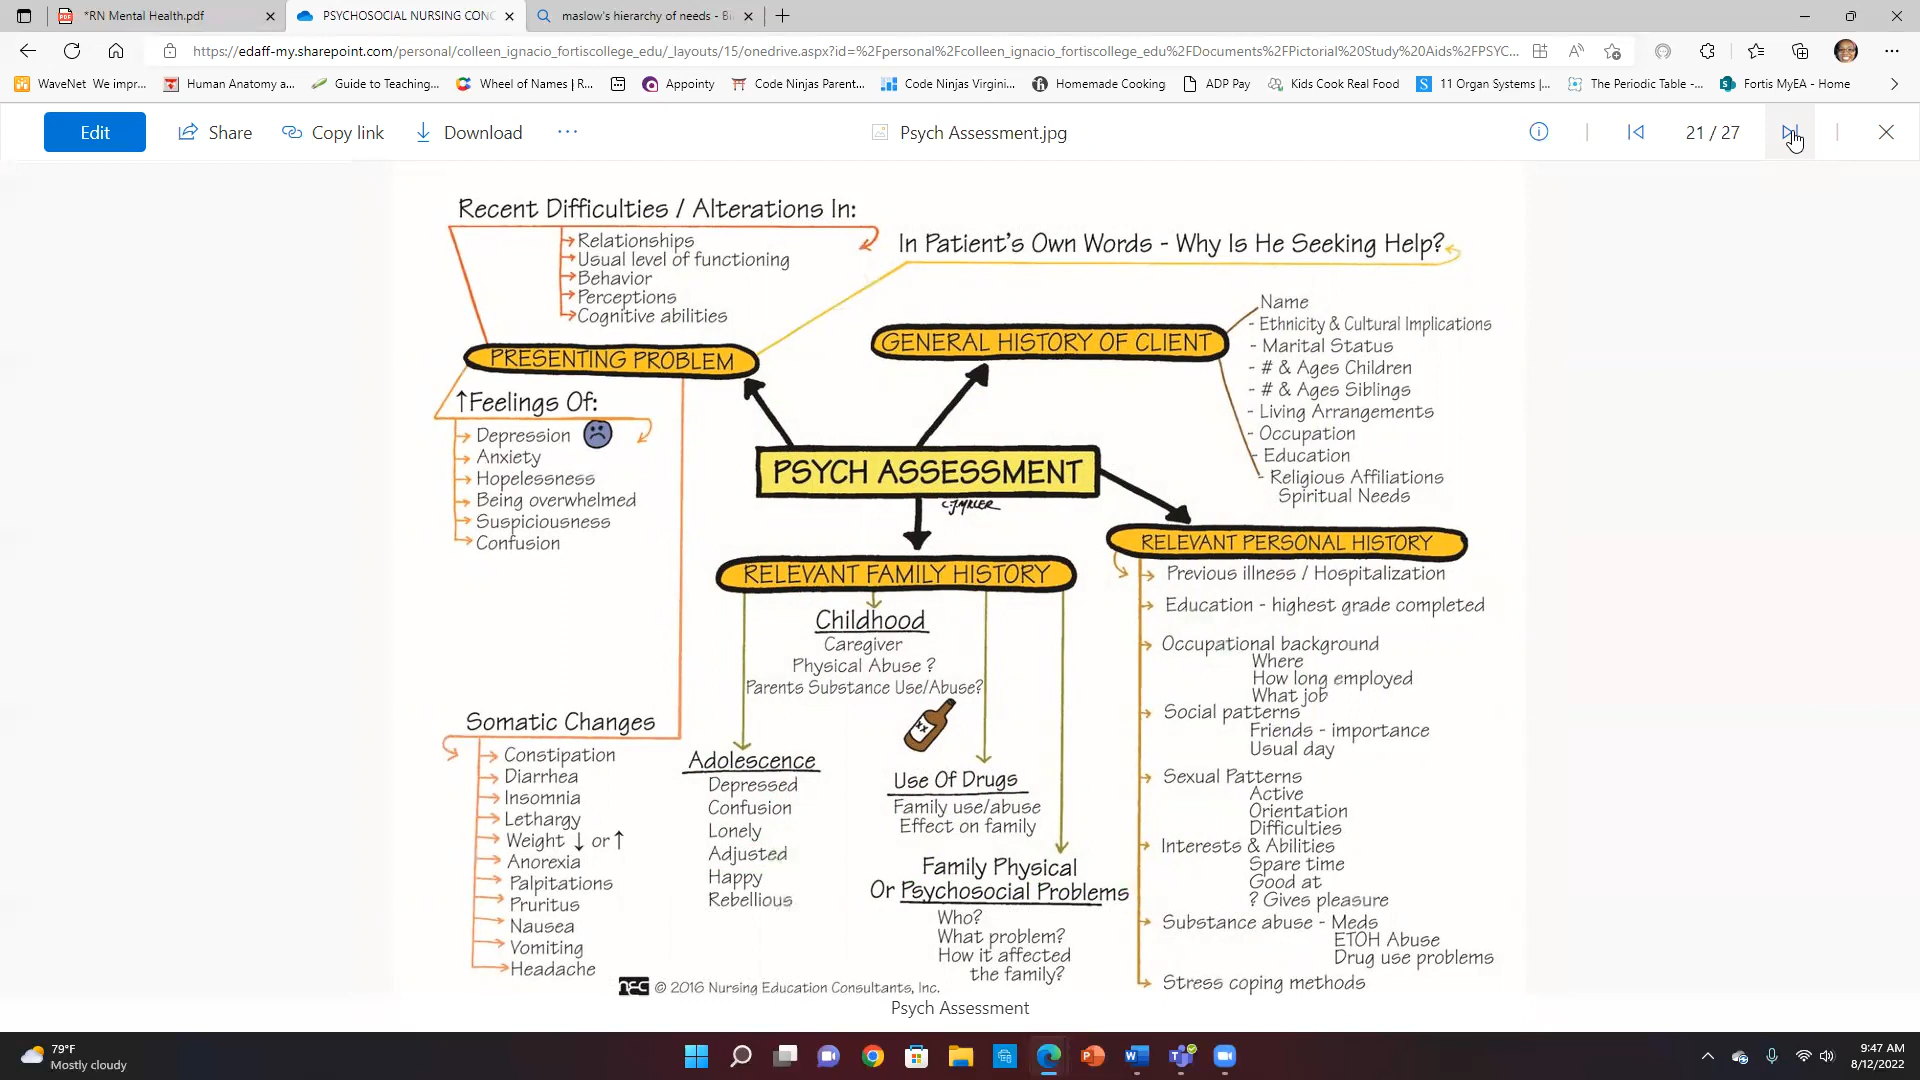 *RN Mental Health.pdf
PSYCHOSOCIAL NURSING CONC
maslow's hierarchy of needs - Bi
https://edaff-my.sharepoint.com/personal/colleen_ignacio_fortiscollege_edu/_layouts/15/onedrive.aspx?id=%2Fpersonal%2Fcolleen_ignacio_fortiscollege_edu%2FDocuments%2FPictorial%20Study%20Aids%2FPSYC...
WaveNet We impr...
Human Anatomy a...
Guide to Teaching...
Wheel of Names | R...
Appointy
Code Ninjas Parent...
Code Ninjas Virgini...
Homemade Cooking
ADP Pay
Kids Cook Real Food
11 Organ Systems |...
The Periodic Table -...
Fortis MyEA - Home
Edit
Share
Copy link
Download
Psych Assessment.jpg
21 / 27
Recent Difficulties / Alterations In:
Relationships
Usual level of functioning
Behavior
Perceptions
Cognitive abilities
In Patient's Own Words - Why Is He Seeking Help?
PRESENTING PROBLEM
↑Feelings Of:
Depression
Anxiety
Hopelessness
Being overwhelmed
Suspiciousness
Confusion
Somatic Changes
Constipation
Diarrhea
Insomnia
Lethargy
Weight ↓ or ↑
Anorexia
Palpitations
Pruritus
Nausea
Vomiting
Headache
GENERAL HISTORY OF CLIENT
Name
- Ethnicity & Cultural Implications
- Marital Status
- # & Ages Children
- # & Ages Siblings
- Living Arrangements
- Occupation
- Education
- Religious Affiliations
Spiritual Needs
PSYCH ASSESSMENT
RELEVANT FAMILY HISTORY
Childhood
Caregiver
Physical Abuse ?
Parents Substance Use/Abuse?
XX
Adolescence
Depressed
Confusion
Lonely
Adjusted
Happy
Rebellious
Use Of Drugs
Family use/abuse
Effect on family
Family Physical
Or Psychosocial Problems
Who?
What problem?
How it affected
the family?
RELEVANT PERSONAL HISTORY
Previous illness / Hospitalization
Education - highest grade completed
Occupational background
Where
How long employed
What job
Social patterns
Friends - importance
Usual day
Sexual Patterns
Active
Orientation
Difficulties
Interests & Abilities
Spare time
Good at
? Gives pleasure
Substance abuse - Meds
ETOH Abuse
Drug use problems
Stress coping methods
nec © 2016 Nursing Education Consultants, Inc.
Psych Assessment
79°F
Mostly cloudy
9:47 AM
8/12/2022